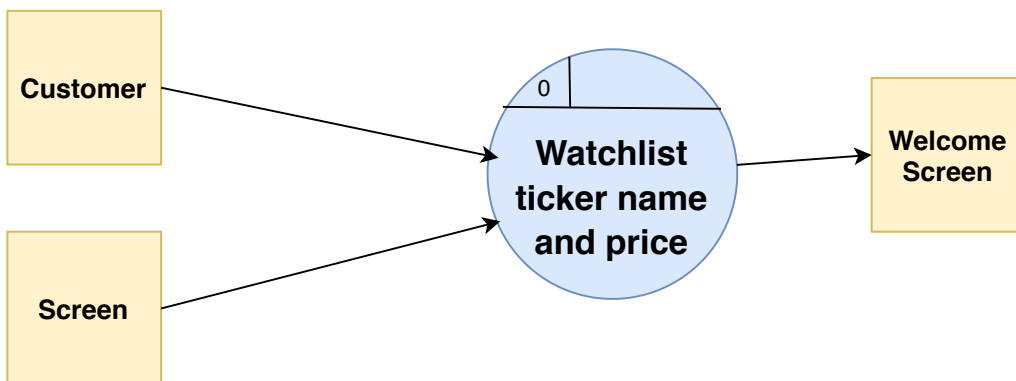 Customer
0
Watchlist
ticker name
and price
Welcome
Screen
Screen